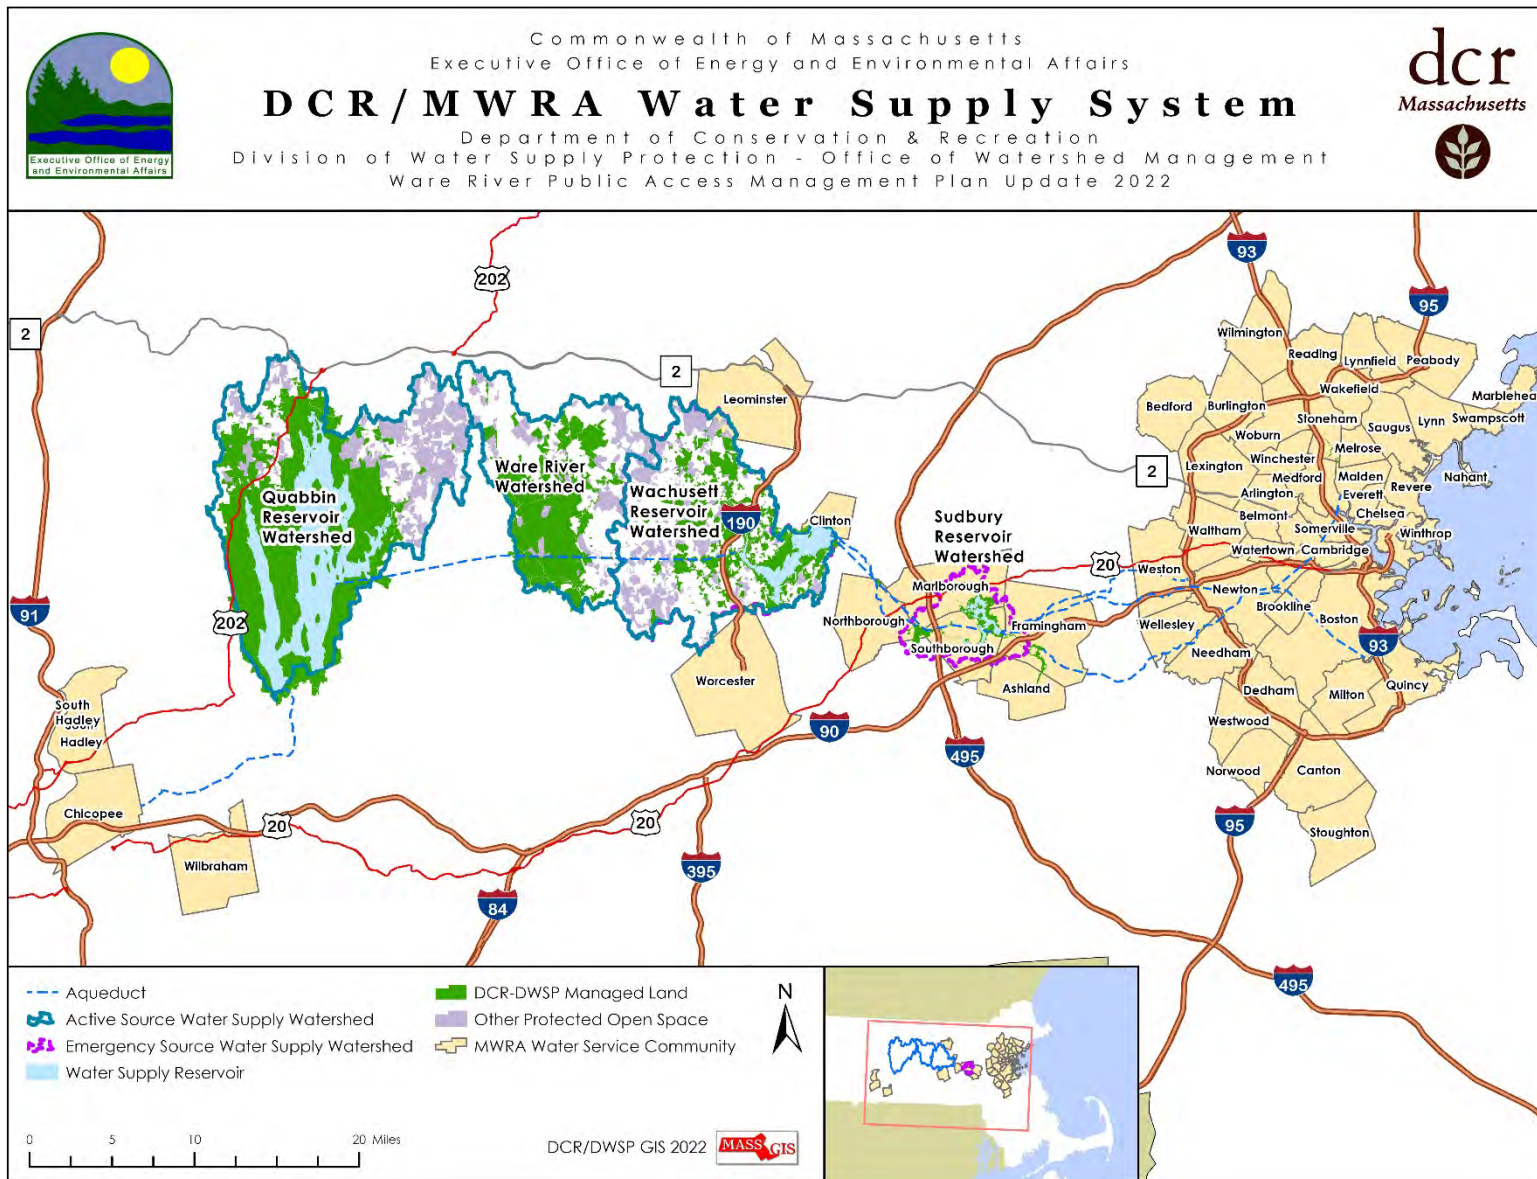 Commonwealth of Massachusetts
Executive Office of Energy and Environmental Affairs
DCR/MWRA Water Supply System
Department of Conservation & Recreation
Division of Water Supply Protection - Office of Watershed Management
Ware River Public Access Management Plan Update 2022
Executive Office of Energy
and Environmental Affairs
dcr
Massachusetts
93
202
95
2
Wilmington
Reading
Lynnfield
Peabody
2
Wakefield
Leominster
Marblehea
Bedford
Burlington
Stoneham
Saugus
Lynn
Swampscott
Woburn
Melrose
Winchester
Ware River
Watershed
Lexington
2
Medford
Malden
Nahant
Revere
Quabbin
Reservoir
Watershed
Wachusett
Reservoir
Watershed
Arlington
Everett
190
Clinton
Sudbury
Reservoir
Watershed
Belmont
Chelsea
Waltham
Somerville
Winthrop
Watertown
Cambridge
20
Weston
Marlborough
Newton
91
Brookline
202
Northborough
Framingham
Wellesley
Boston
93
Southborough
Needham
Worcester
Ashland
Dedham
Milton
Quincy
South
Hadley
Hadley
Westwood
90
495
Norwood
Canton
Chicopee
20
20
95
Stoughton
Wilbraham
395
84
495
Aqueduct
Active Source Water Supply Watershed
Emergency Source Water Supply Watershed
Water Supply Reservoir
DCR-DWSP Managed Land
Other Protected Open Space
MWRA Water Service Community
N
0 5 10 20 Miles
DCR/DWSP GIS 2022
MASS GIS